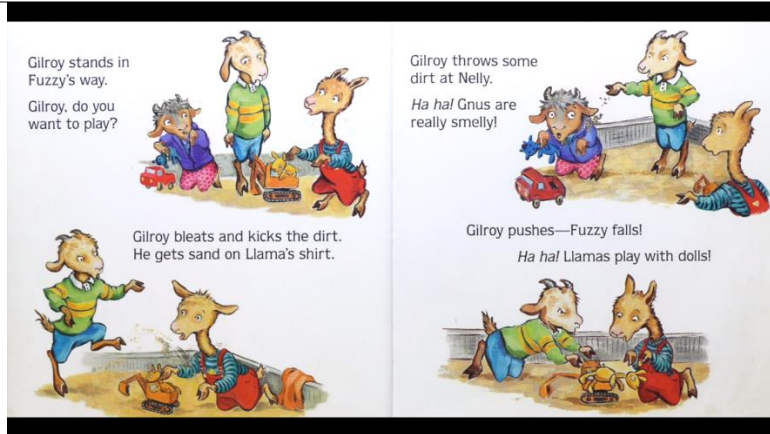 Gilroy stands in
Fuzzy's way.
Gilroy, do you
want to play?
Gilroy bleats and kicks the dirt.
He gets sand on Llama's shirt.
Gilroy throws some
dirt at Nelly.
Ha ha! Gnus are
really smelly!
Gilroy pushes—Fuzzy falls!
Ha ha! Llamas play with dolls!